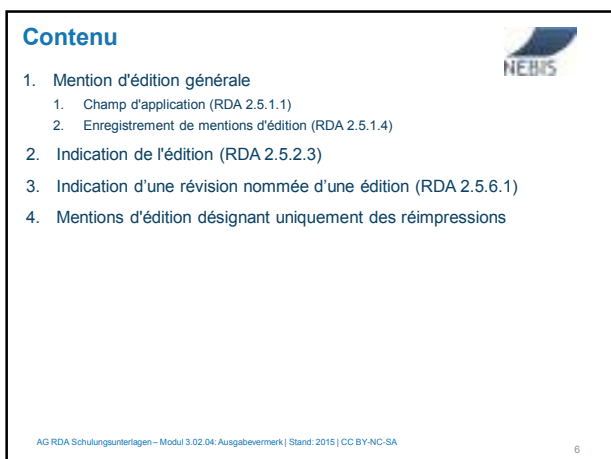 Contenu
NEBIS
1. Mention d'édition générale
1. Champ d'application (RDA 2.5.1.1)
2. Enregistrement de mentions d'édition (RDA 2.5.1.4)
2. Indication de l'édition (RDA 2.5.2.3)
3. Indication d’une révision nommée d’une édition (RDA 2.5.6.1)
4. Mentions d'édition désignant uniquement des réimpressions
AG RDA Schulungsunterlagen – Modul 3.02.04: Ausgabevermerk | Stand: 2015 | CC BY-NC-SA
6